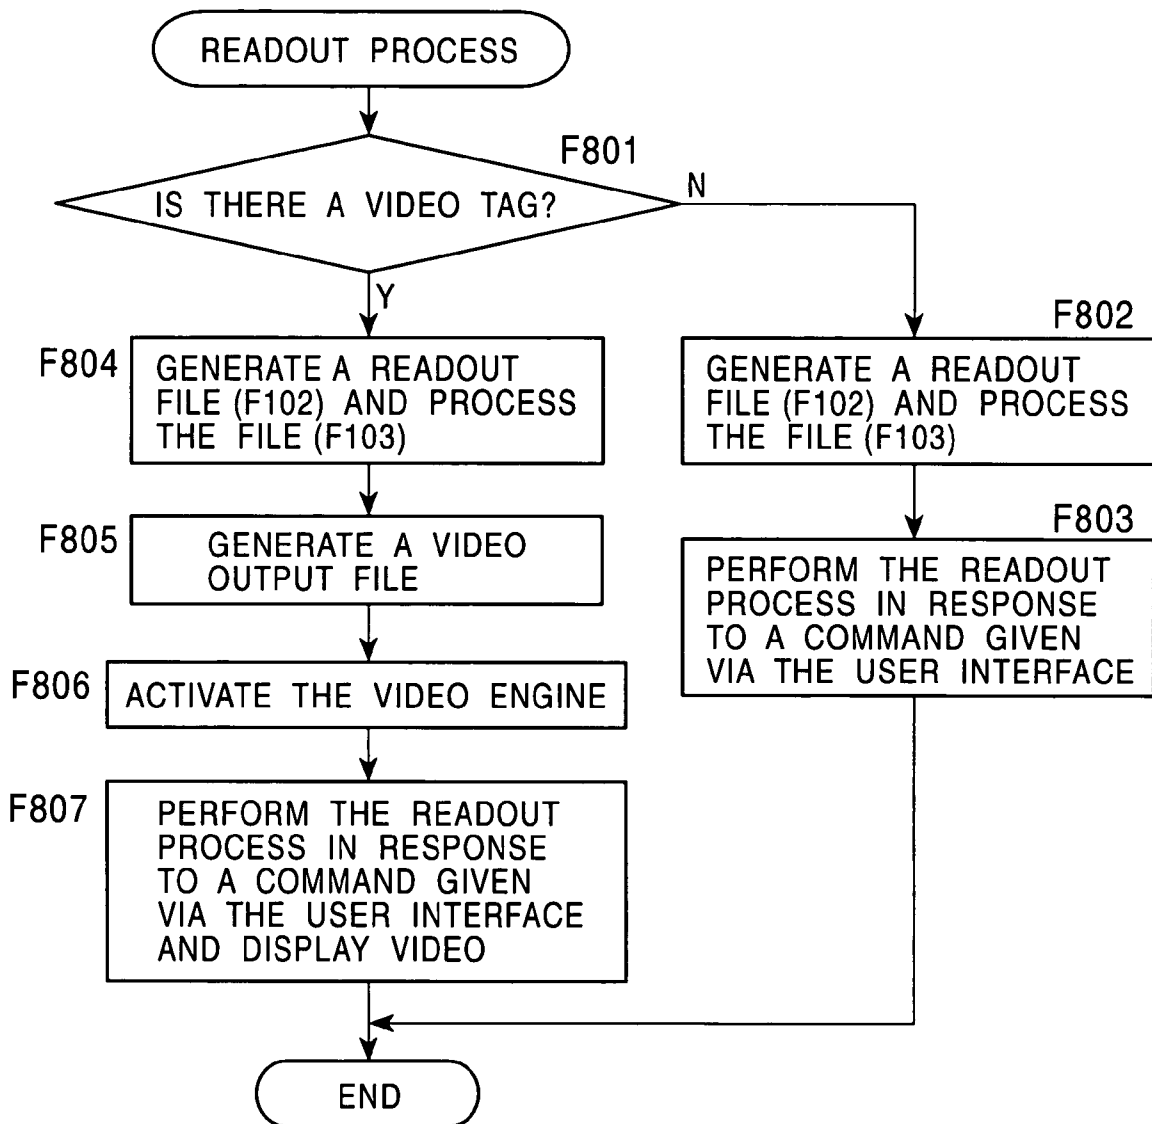 READOUT PROCESS
F801
IS THERE A VIDEO TAG?
N
Y
F802
F804
GENERATE A READOUT
FILE (F102) AND PROCESS
THE FILE (F103)
GENERATE A READOUT
FILE (F102) AND PROCESS
THE FILE (F103)
F805
GENERATE A VIDEO
OUTPUT FILE
F803
PERFORM THE READOUT
PROCESS IN RESPONSE
TO A COMMAND GIVEN
VIA THE USER INTERFACE
F806
ACTIVATE THE VIDEO ENGINE
F807
PERFORM THE READOUT
PROCESS IN RESPONSE
TO A COMMAND GIVEN
VIA THE USER INTERFACE
AND DISPLAY VIDEO
END